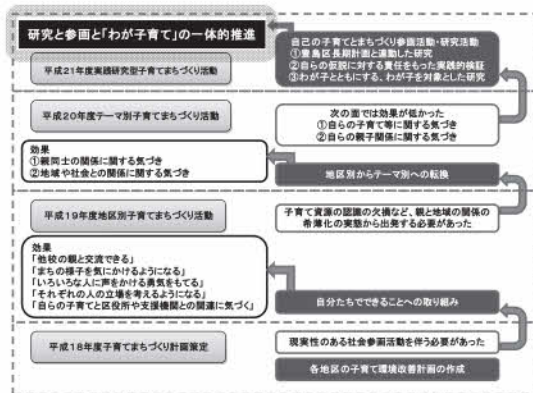 研究と参画と「わが子育て」の一体的推進
自己の子育てとまちづくり参画活動・研究活動
①豊島区長期計画と連動した研究
②自らの仮説に対する責任をもった実践的検証
③わが子とともにする、わが子を対象とした研究
平成21年度実践研究型子育てまちづくり活動
平成20年度テーマ別子育てまちづくり活動
次の面では効果が低かった
①自らの子育て等に関する気づき
②自らの親子関係に関する気づき
効果
①親同士の関係に関する気づき
②地域や社会との関係に関する気づき
地区別からテーマ別への転換
平成19年度地区別子育てまちづくり活動
子育て資源の認識の欠損など、親と地域の関係の
希薄化の実態から出発する必要があった
効果
「他校の親と交流できる」
「まちの様子を気にかけるようになる」
「いろいろな人に声をかける勇気をもてる」
「それぞれの人の立場を考えるようになる」
「自らの子育てと区役所や支援機関との関連に気づく」
自分たちでできることへの取り組み
平成18年度子育てまちづくり計画策定
現実性のある社会参画活動を伴う必要があった
各地区の子育て環境改善計画の作成